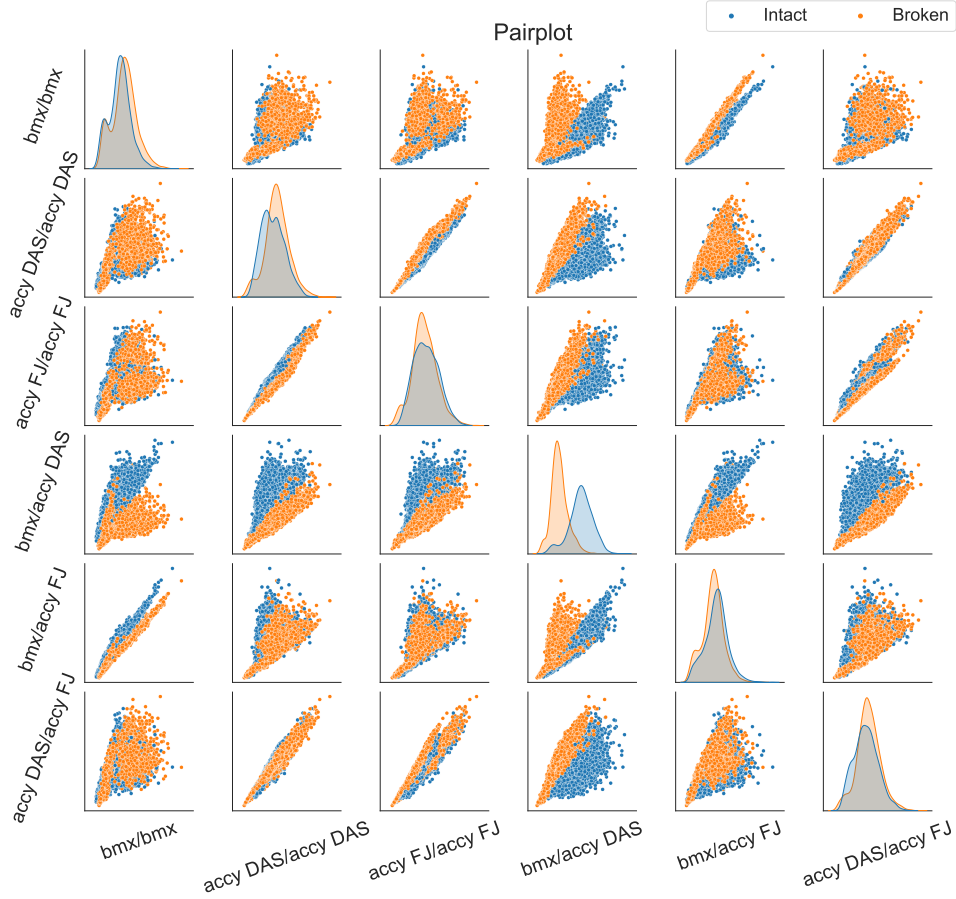 Intact Broken
Pairplot
bmx/bmx
accy DAS/accy DAS
accy FJ/accy FJ
bmx/accy DAS
bmx/accy FJ
accy DAS/accy FJ
bmx/bmx
accy DAS/accy DAS
accy FJ/accy FJ
bmx/accy DAS
bmx/accy FJ
accy DAS/accy FJ